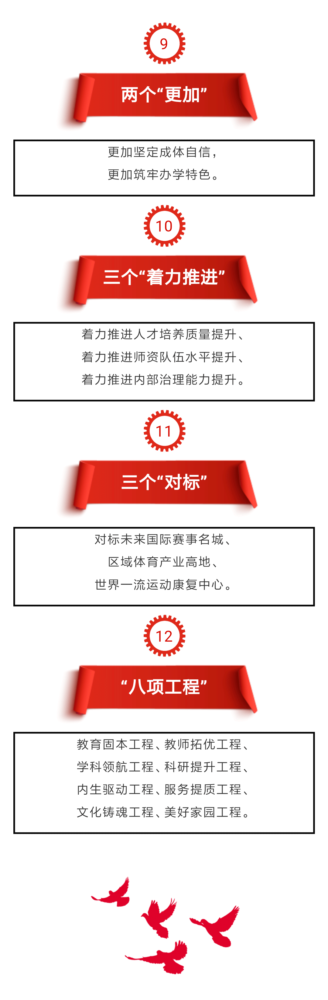 9
两个“更加”
更加坚定成体自信，
更加筑牢办学特色。
10
三个“着力推进”
着力推进人才培养质量提升、
着力推进师资队伍水平提升、
着力推进内部治理能力提升。
11
三个“对标”
对标未来国际赛事名城、
区域体育产业高地、
世界一流运动康复中心。
12
“八项工程”
教育固本工程、教师拓优工程、
学科领航工程、科研提升工程、
内生驱动工程、服务提质工程、
文化铸魂工程、美好家园工程。